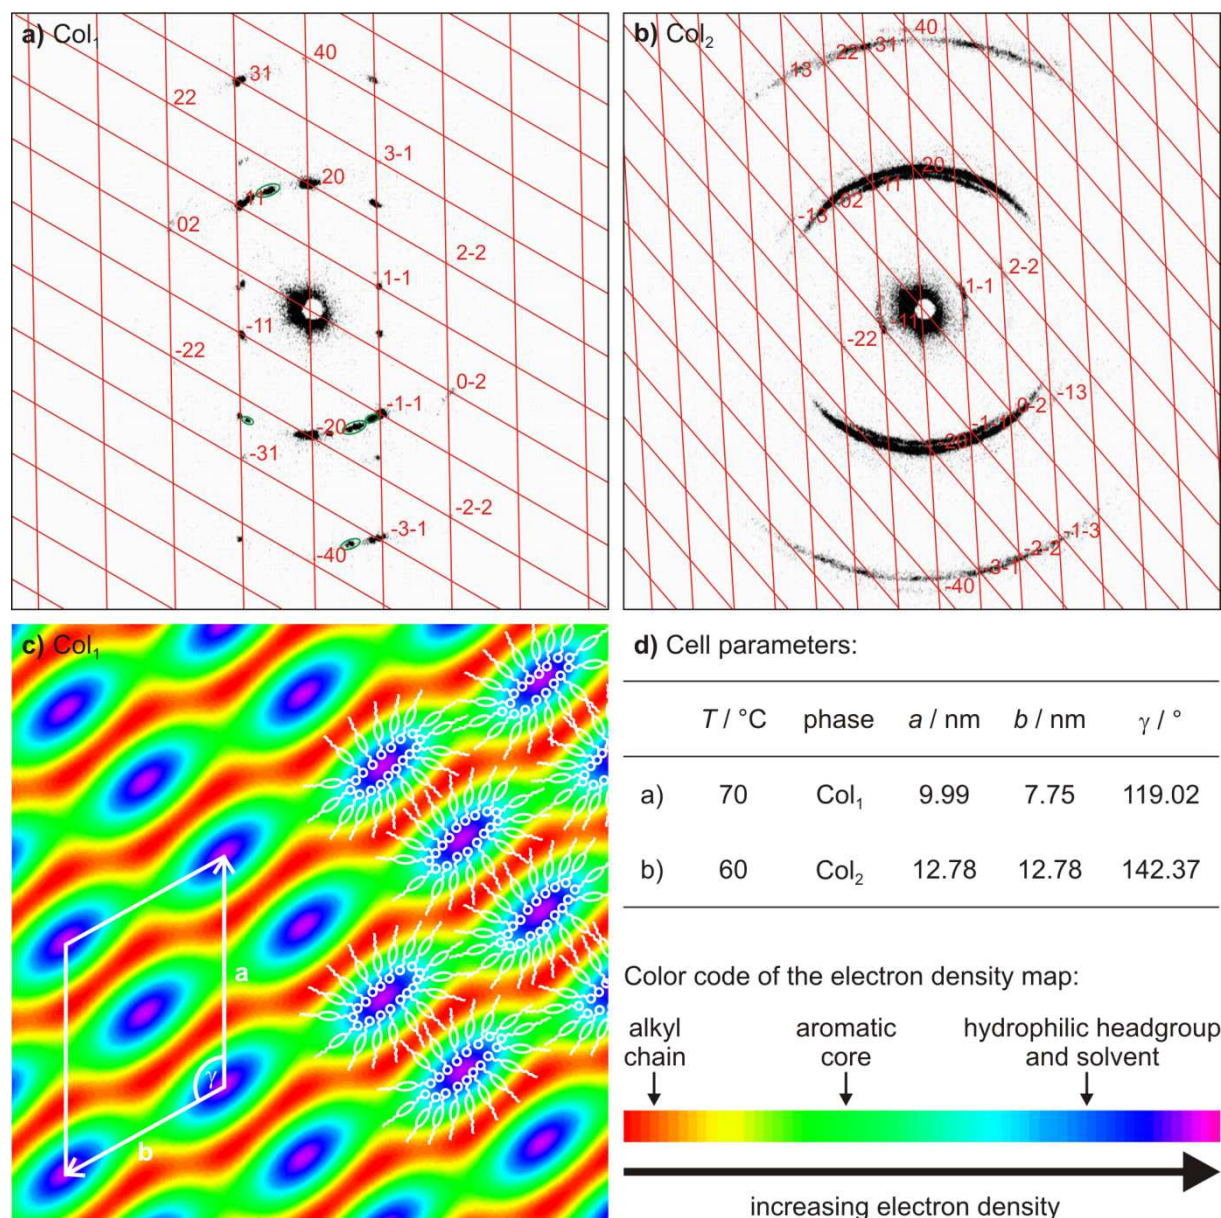 a) Col₁
40
31
22
3-1
20
11
02
2-2
1-1
-11
-22
0-2
-1-1
-20
-31
-2-2
-3-1
-40
b) Col₂
40
31
22
13
20
11
02
-13
2-2
1-1
-11
-22
-13
0-2
-1-1
-20
-1-3
-2-2
-3-1
-40
c) Col₁
a
γ
b
d) Cell parameters:
T / °C phase a / nm b / nm γ / °
a) 70 Col₁ 9.99 7.75 119.02
b) 60 Col₂ 12.78 12.78 142.37
Color code of the electron density map:
alkyl chain
aromatic core
hydrophilic headgroup and solvent
increasing electron density